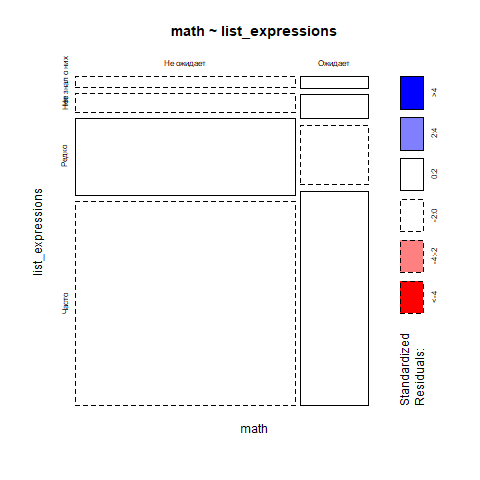 math ~ list_expressions
Не ожидает
Ожидает
Не знал о них
Нет
Редко
Часто
list_expressions
math
>4
2:4
0:2
-2:0
-4:-2
<-4
Standardized
Residuals: